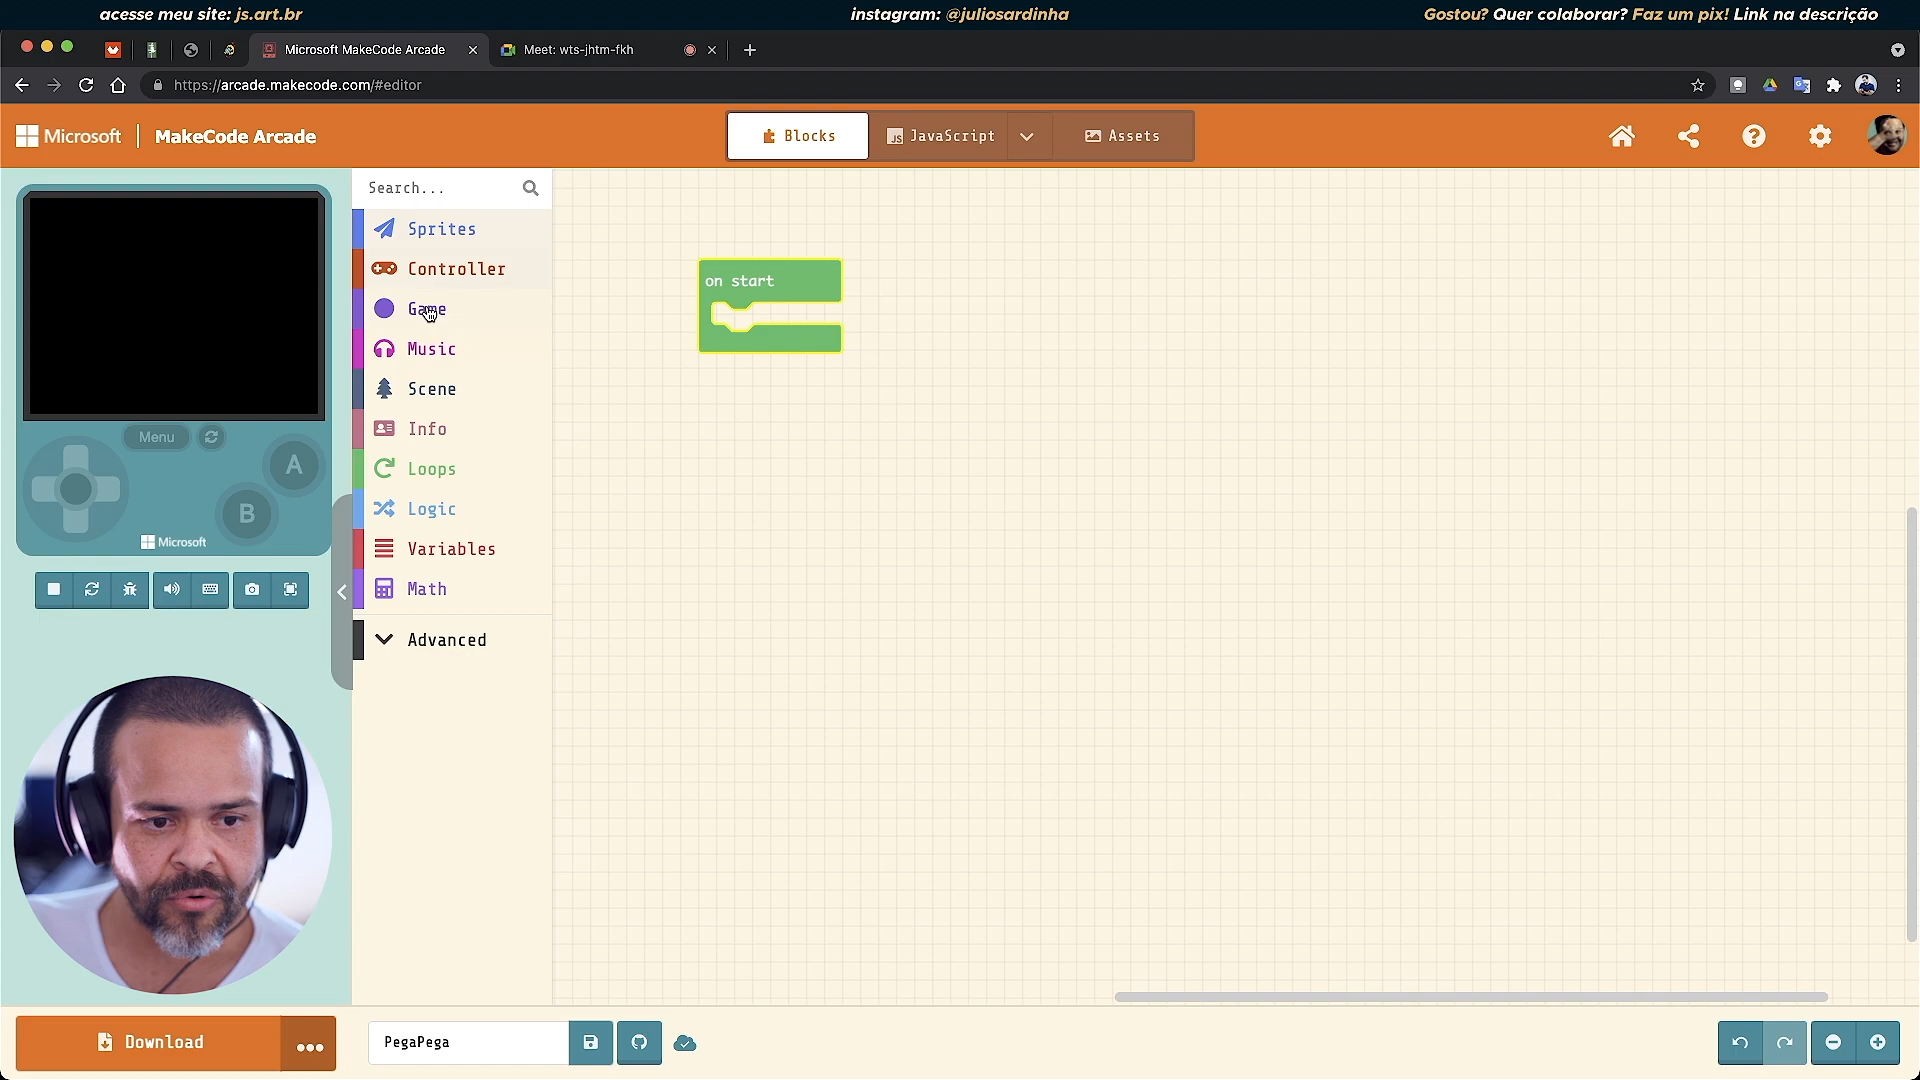 acesse meu site: js.art.br
instagram: @juliosardinha
Gostou? Quer colaborar? Faz um pix! Link na descrição
Microsoft MakeCode Arcade
Meet: wts-jhtm-fkh
https://arcade.makecode.com/#editor
Microsoft | MakeCode Arcade
Blocks
JS JavaScript
Assets
Search...
Sprites
Controller
Game
Music
Scene
Info
Loops
Logic
Variables
Math
Advanced
on start
Menu
A
B
Microsoft
Download
PegaPega